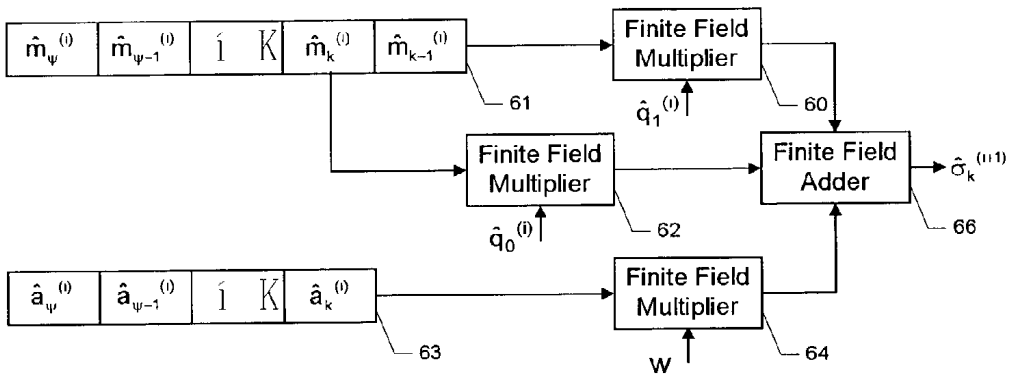 m̂ψ⁽ⁱ⁾ m̂ψ₋₁⁽ⁱ⁾ í K m̂k⁽ⁱ⁾ m̂k₋₁⁽ⁱ⁾
61
Finite Field
Multiplier
60
q̂₁⁽ⁱ⁾
Finite Field
Multiplier
62
q̂₀⁽ⁱ⁾
Finite Field
Adder
66
σ̂k⁽ⁱ⁺¹⁾
âψ⁽ⁱ⁾ âψ₋₁⁽ⁱ⁾ í K âk⁽ⁱ⁾
63
Finite Field
Multiplier
64
W